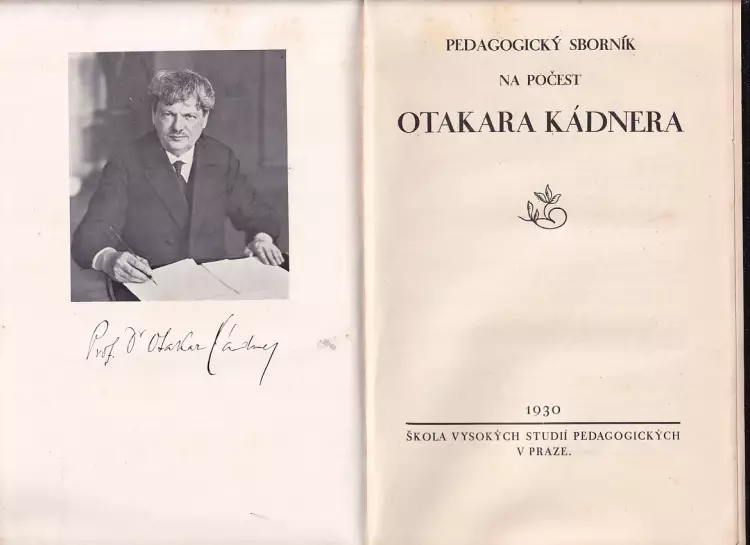 Prof. Dr Otakar Kádner
PEDAGOGICKÝ SBORNÍK
NA POČEST
OTAKARA KÁDNERA
1930
ŠKOLA VYSOKÝCH STUDIÍ PEDAGOGICKÝCH
V PRAZE.